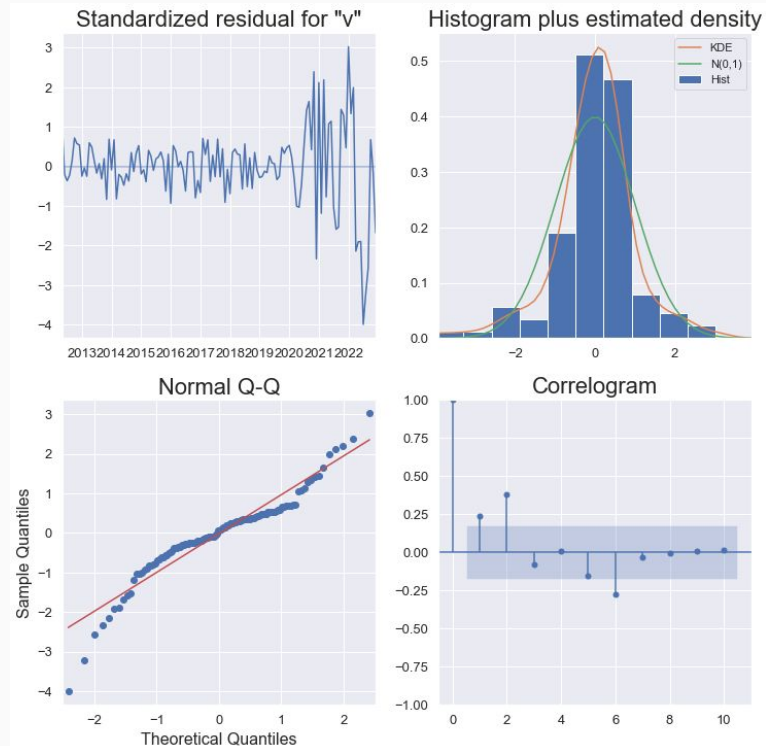 Standardized residual for "v"
3
2
1
0
−1
−2
−3
−4
2013 2014 2015 2016 2017 2018 2019 2020 2021 2022
Histogram plus estimated density
KDE
N(0,1)
Hist
0.5
0.4
0.3
0.2
0.1
0.0
−2 0 2
Normal Q-Q
Sample Quantiles
3
2
1
0
−1
−2
−3
−4
−2 −1 0 1 2
Theoretical Quantiles
Correlogram
1.00
0.75
0.50
0.25
0.00
−0.25
−0.50
−0.75
−1.00
0 2 4 6 8 10